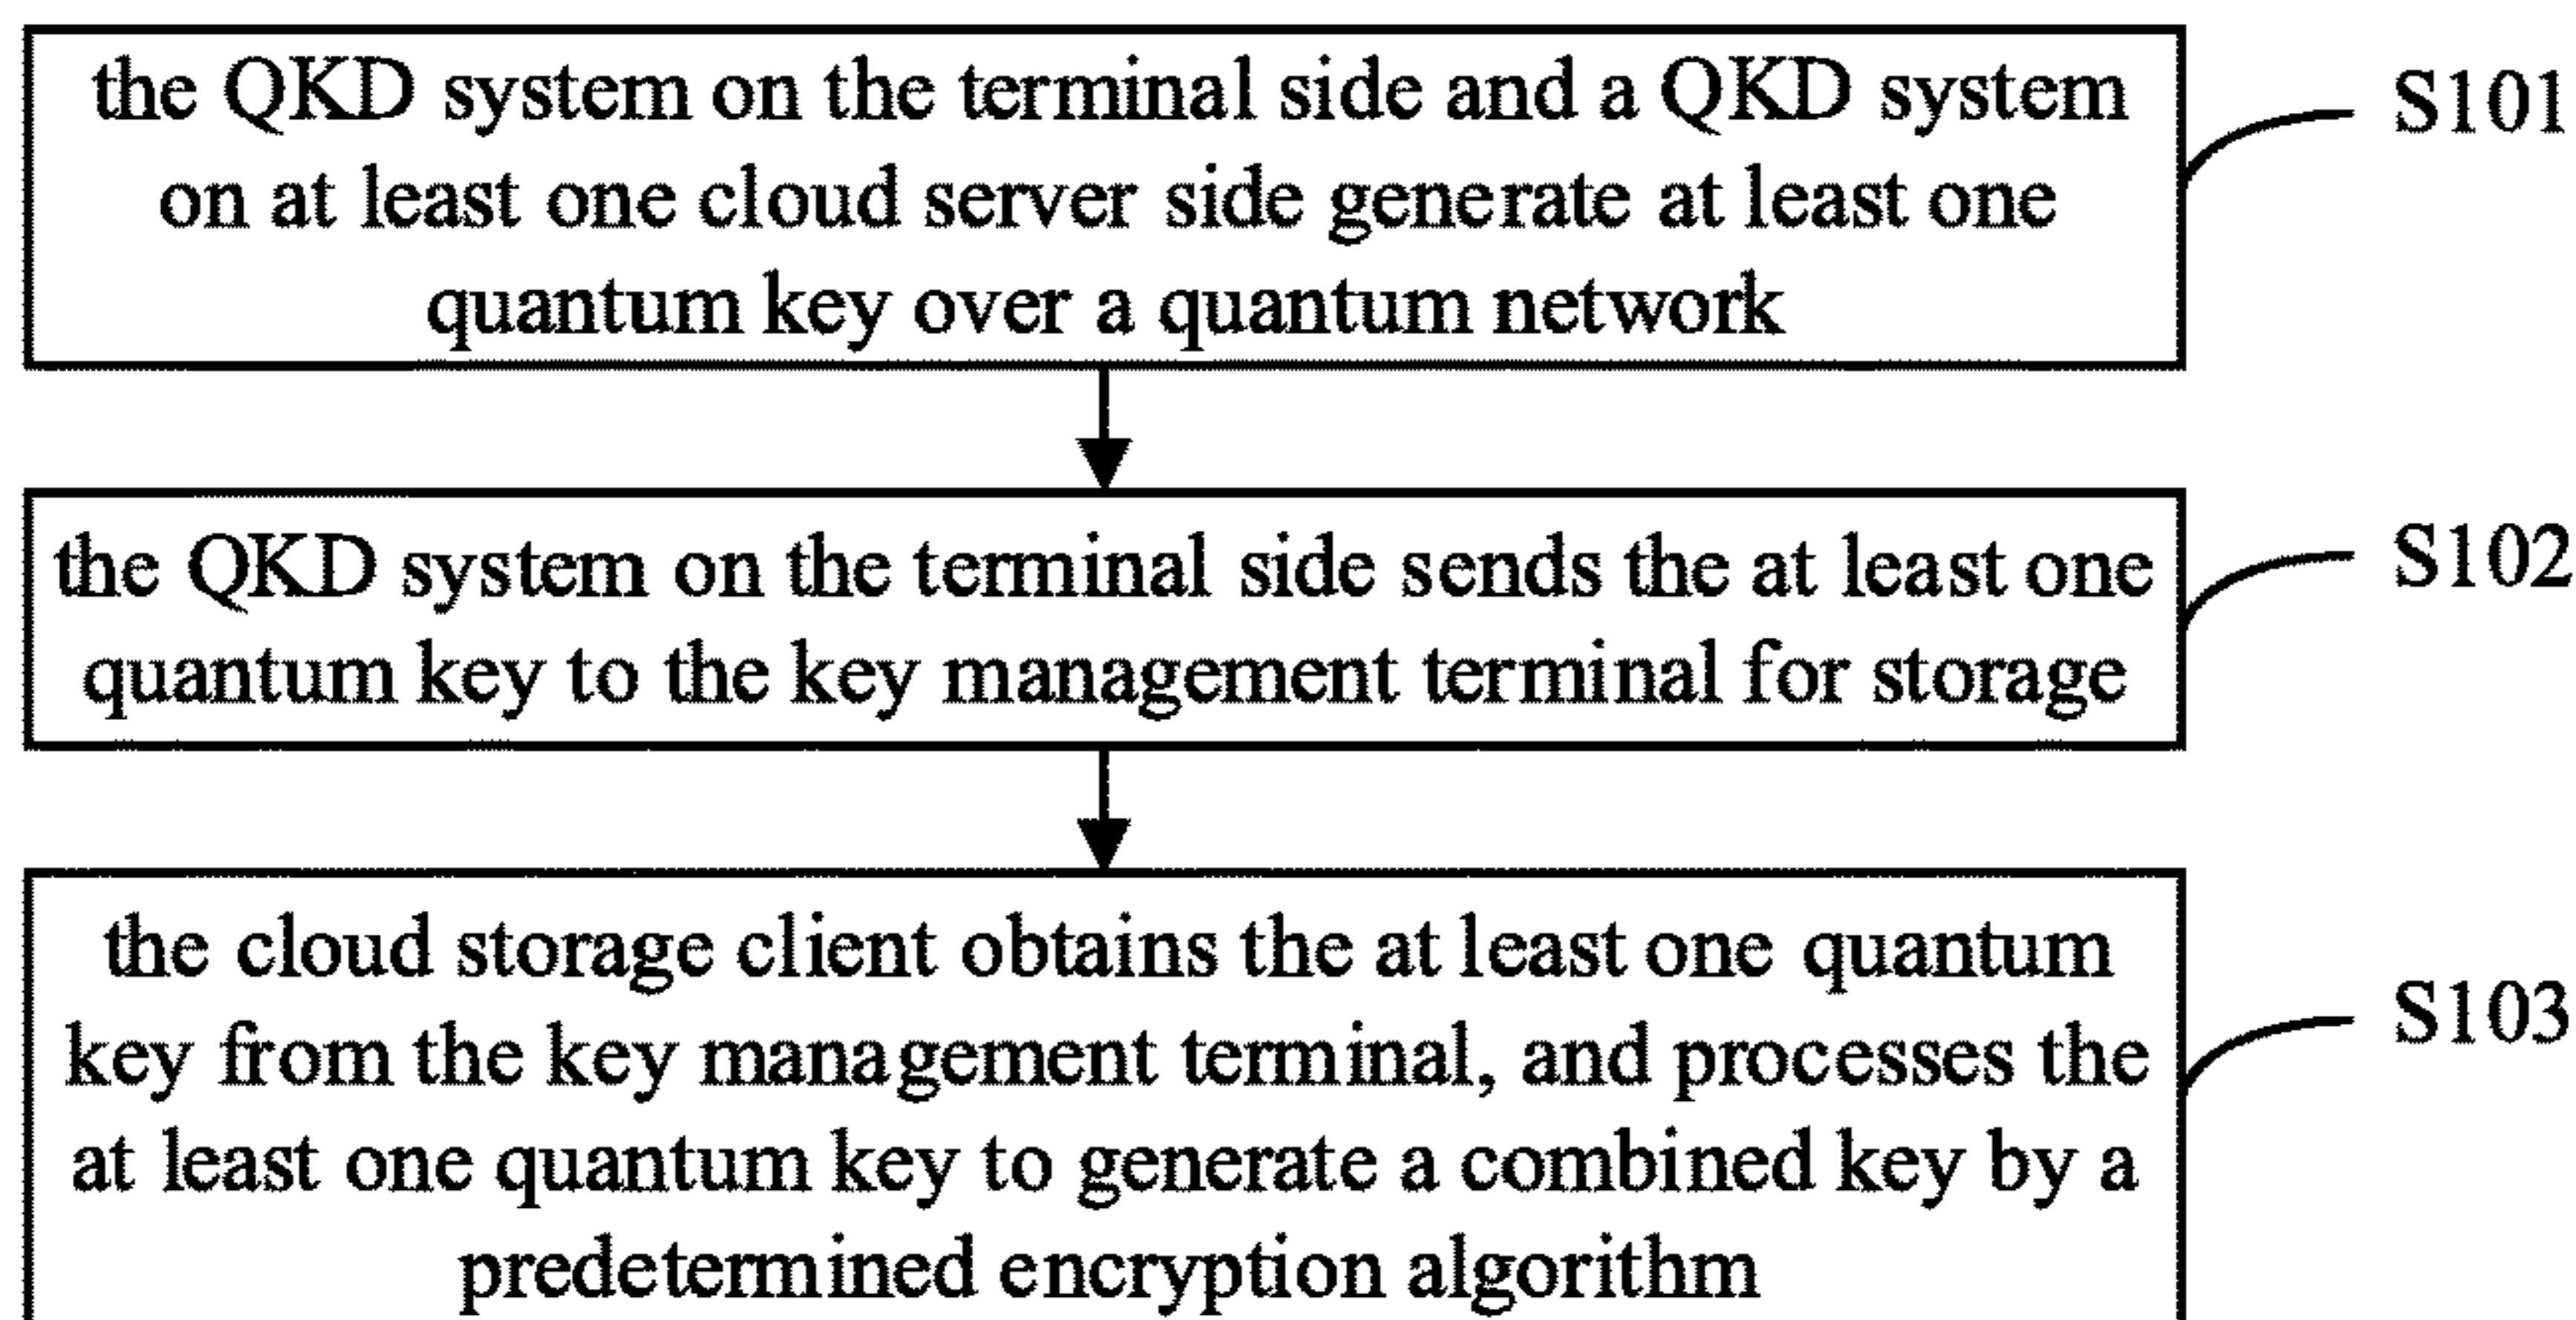 the QKD system on the terminal side and a QKD system
on at least one cloud server side generate at least one
quantum key over a quantum network
S101
the QKD system on the terminal side sends the at least one
quantum key to the key management terminal for storage
S102
the cloud storage client obtains the at least one quantum
key from the key management terminal, and processes the
at least one quantum key to generate a combined key by a
predetermined encryption algorithm
S103